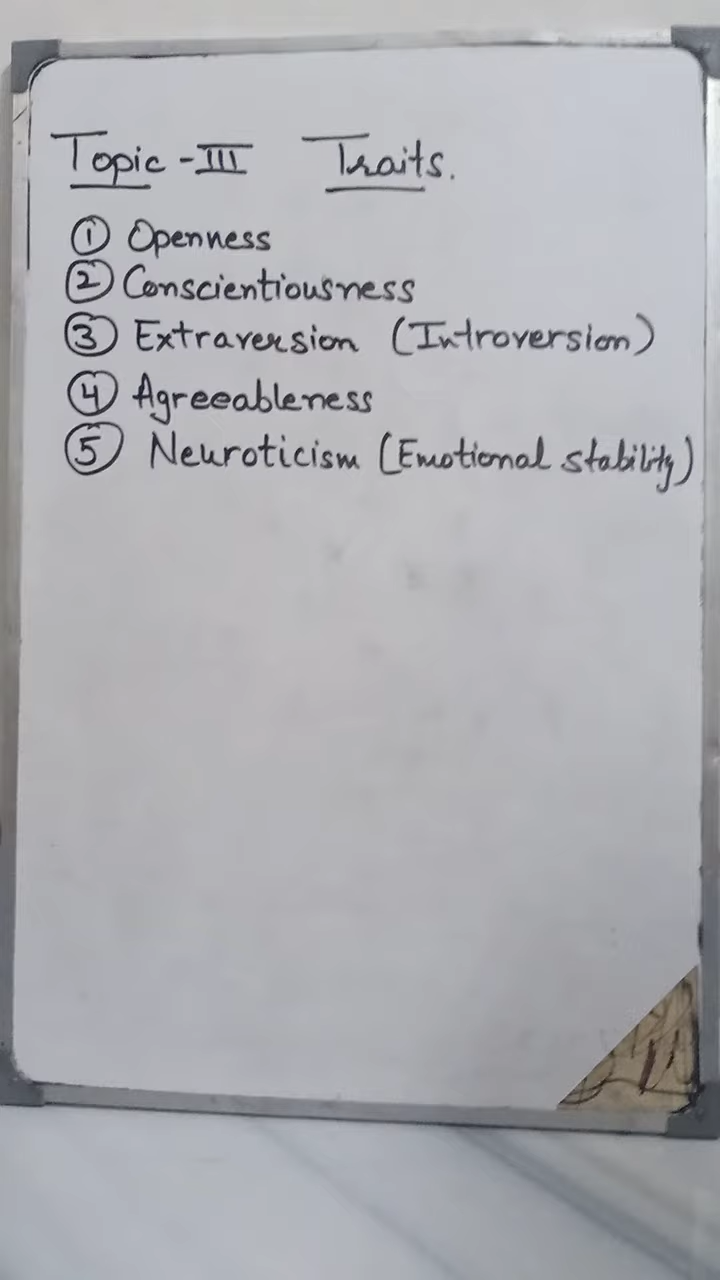 Topic - III Traits.
① Openness
② Conscientiousness
③ Extraversion (Introversion)
④ Agreeableness
⑤ Neuroticism (Emotional stability)